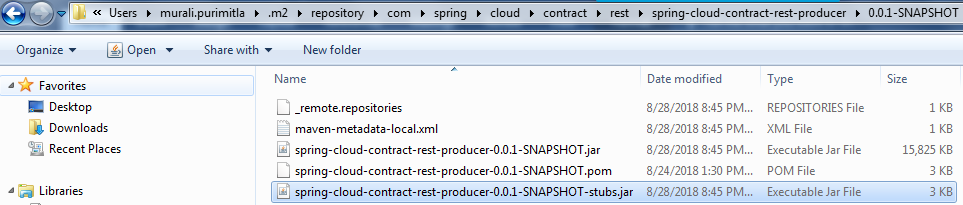 Users murali.purimitla .m2 repository com spring cloud contract rest spring-cloud-contract-rest-producer 0.0.1-SNAPSHOT
Organize Open Share with New folder
Favorites
Desktop
Downloads
Recent Places
Libraries
Name Date modified Type Size
_remote.repositories 8/28/2018 8:45 PM... REPOSITORIES File 1 KB
maven-metadata-local.xml 8/28/2018 8:45 PM... XML File 1 KB
spring-cloud-contract-rest-producer-0.0.1-SNAPSHOT.jar 8/28/2018 8:45 PM... Executable Jar File 15,825 KB
spring-cloud-contract-rest-producer-0.0.1-SNAPSHOT.pom 8/24/2018 1:30 PM... POM File 3 KB
spring-cloud-contract-rest-producer-0.0.1-SNAPSHOT-stubs.jar 8/28/2018 8:45 PM... Executable Jar File 3 KB